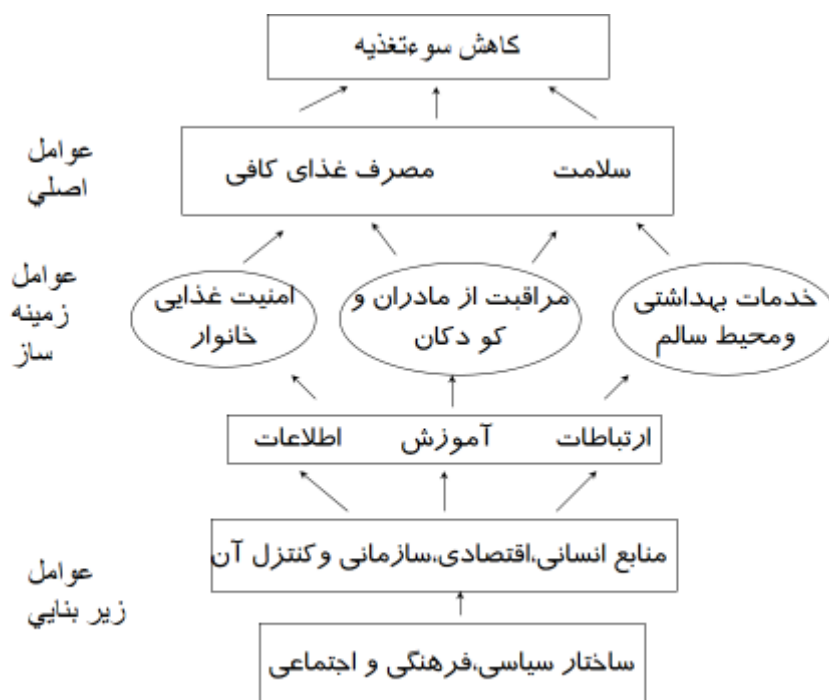 کاهش سوءتغذیه
عوامل
اصلي
سلامت
مصرف غذای کافی
عوامل
زمینه
ساز
خدمات بهداشتی
ومحیط سالم
مراقبت از مادران و
کو دکان
امنیت غذایی
خانوار
ارتباطات
آموزش
اطلاعات
عوامل
زیر بنایي
منابع انسانی،اقتصادی،سازمانی وکنتزل آن
ساختار سیاسی،فرهنگی و اجتماعی